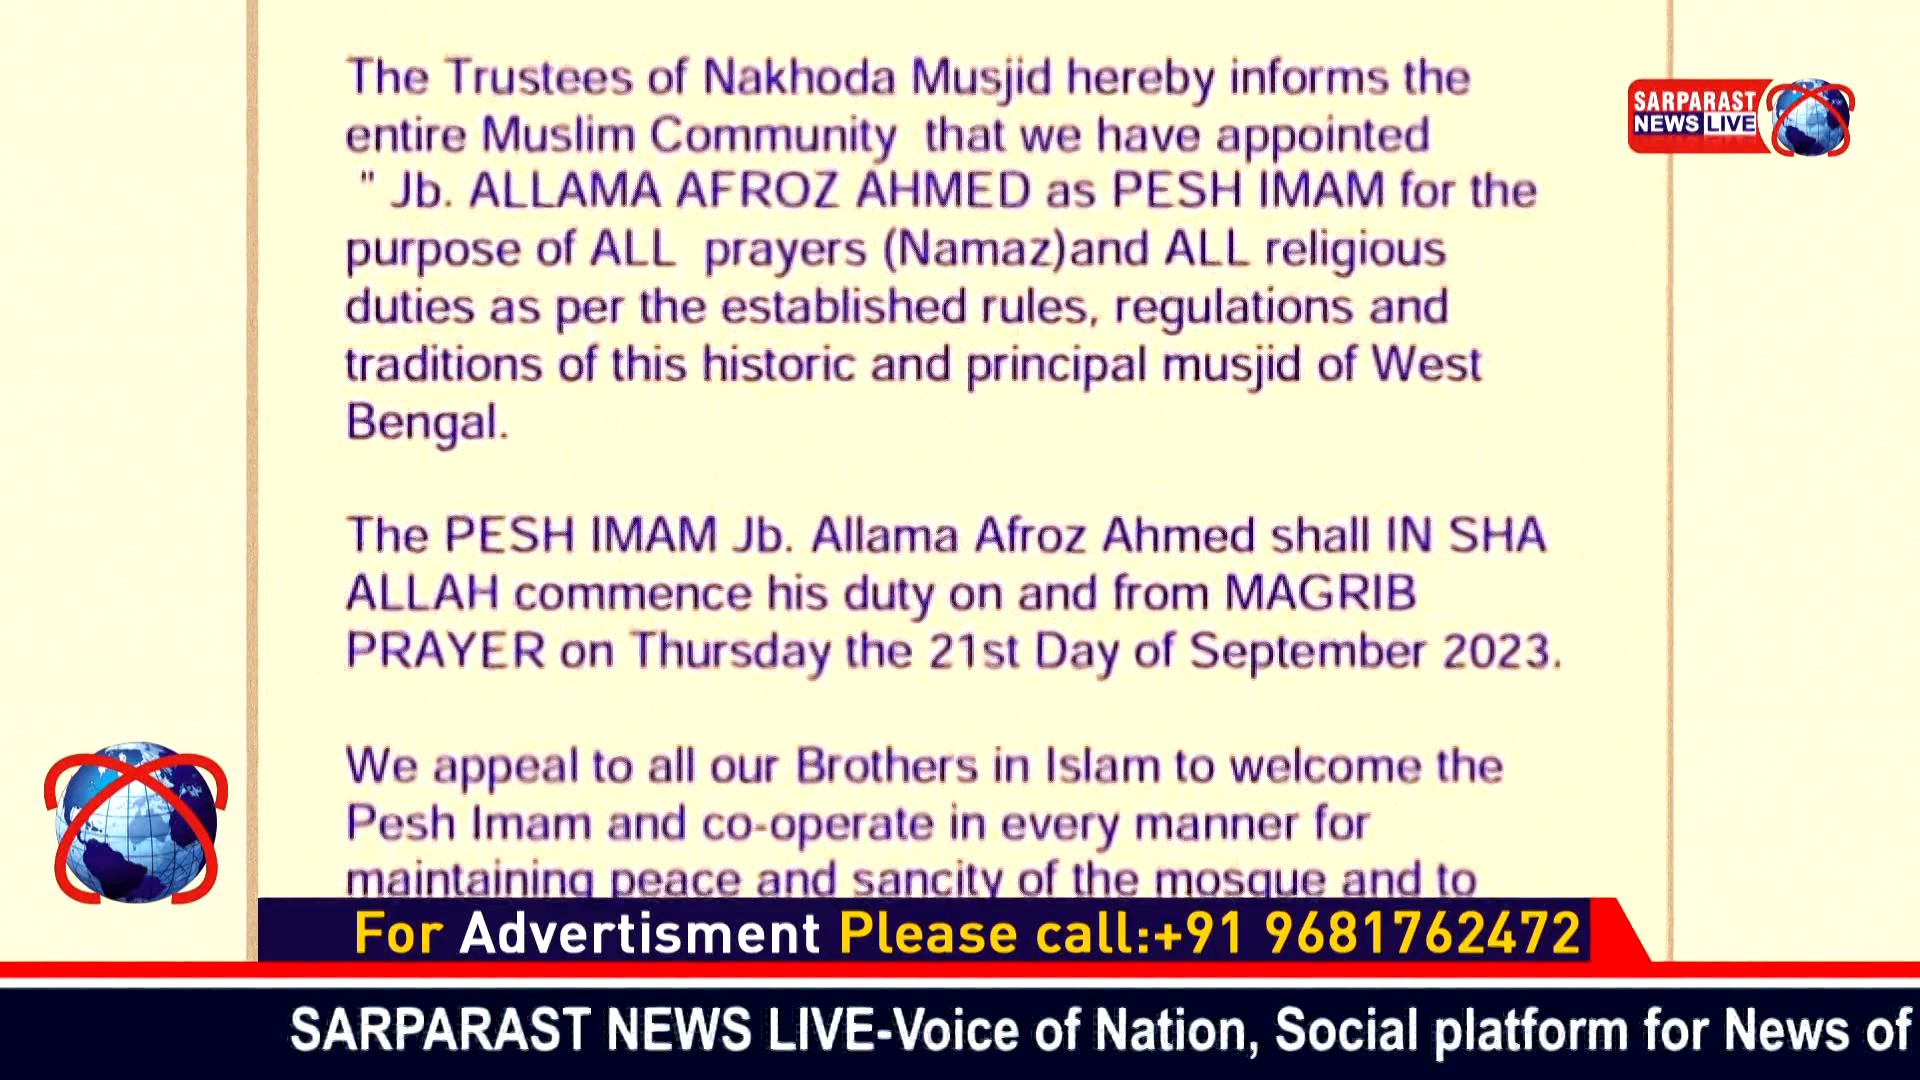 The Trustees of Nakhoda Musjid hereby informs the
entire Muslim Community that we have appointed
" Jb. ALLAMA AFROZ AHMED as PESH IMAM for the
purpose of ALL prayers (Namaz)and ALL religious
duties as per the established rules, regulations and
traditions of this historic and principal musjid of West
Bengal.
The PESH IMAM Jb. Allama Afroz Ahmed shall IN SHA
ALLAH commence his duty on and from MAGRIB
PRAYER on Thursday the 21st Day of September 2023.
We appeal to all our Brothers in Islam to welcome the
Pesh Imam and co-operate in every manner for
maintaining peace and sancity of the mosque and to
SARPARAST
NEWS LIVE
For Advertisment Please call:+91 9681762472
SARPARAST NEWS LIVE-Voice of Nation, Social platform for News of